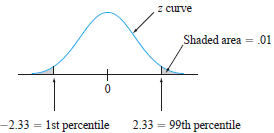 z curve
Shaded area = .01
0
−2.33 = 1st percentile
2.33 = 99th percentile